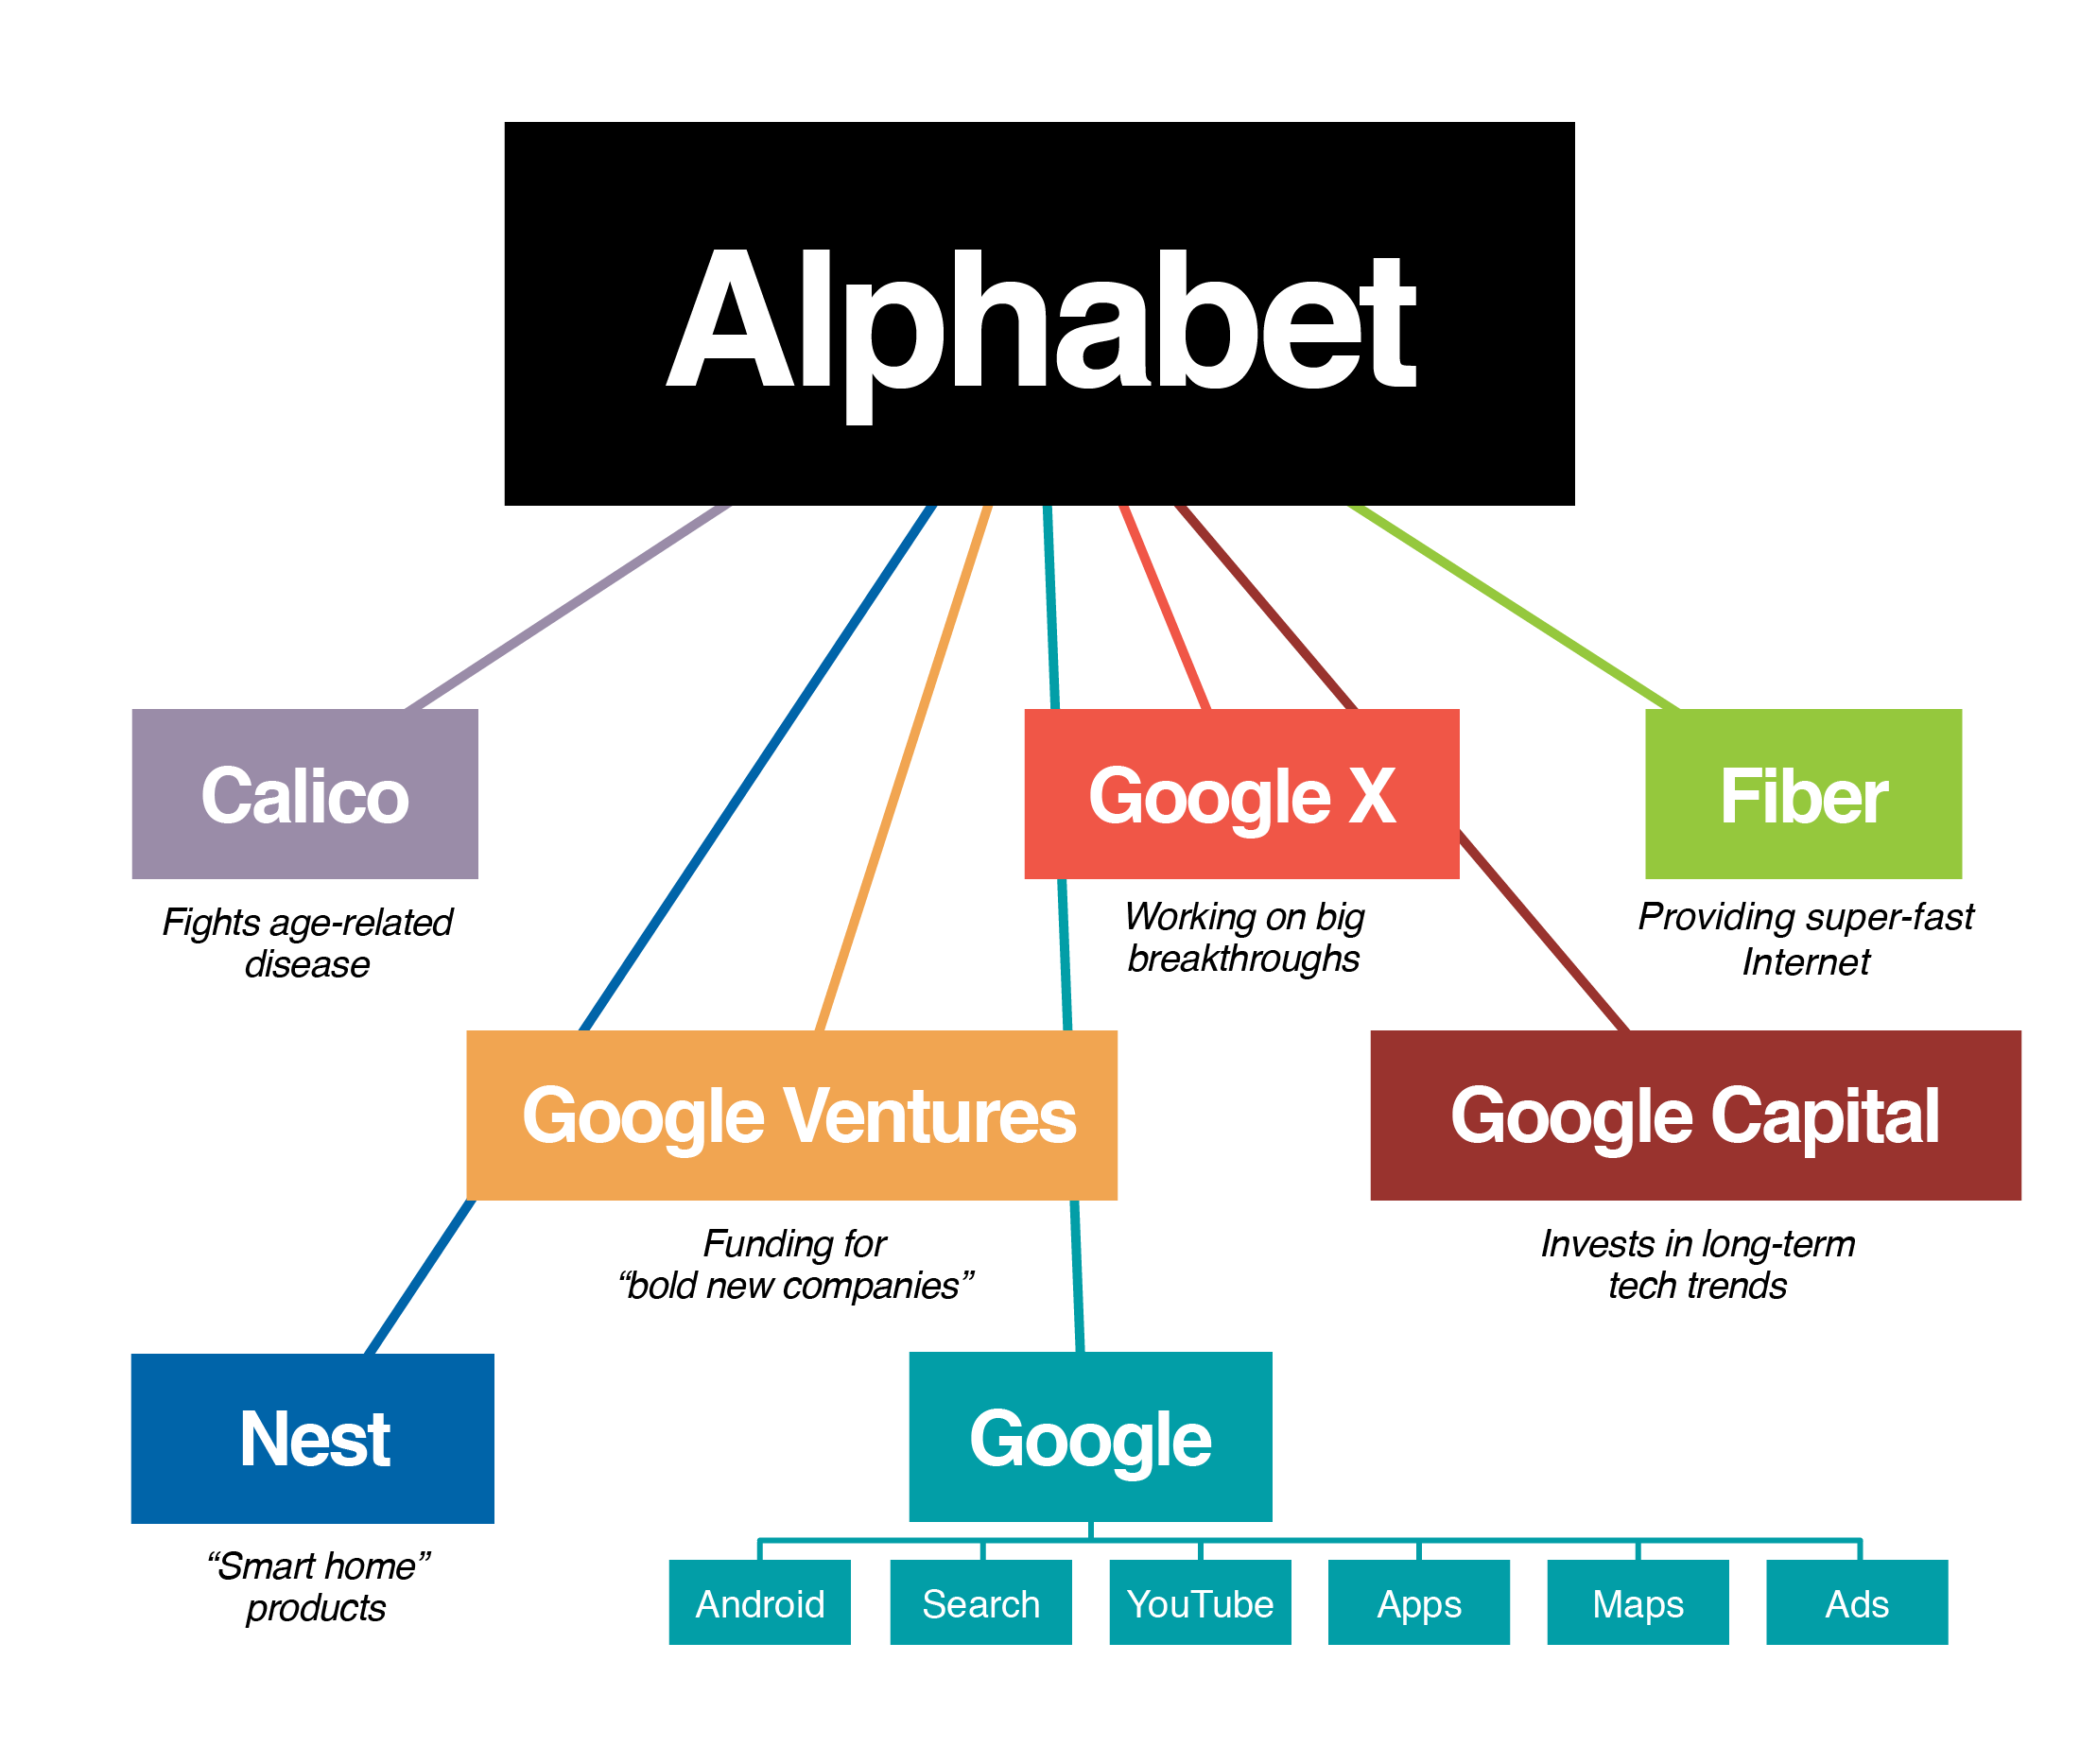 Alphabet
Calico
Fights age-related
disease
Google X
Working on big
breakthroughs
Fiber
Providing super-fast
Internet
Google Ventures
Funding for
“bold new companies”
Google Capital
Invests in long-term
tech trends
Nest
“Smart home”
products
Google
Android
Search
YouTube
Apps
Maps
Ads